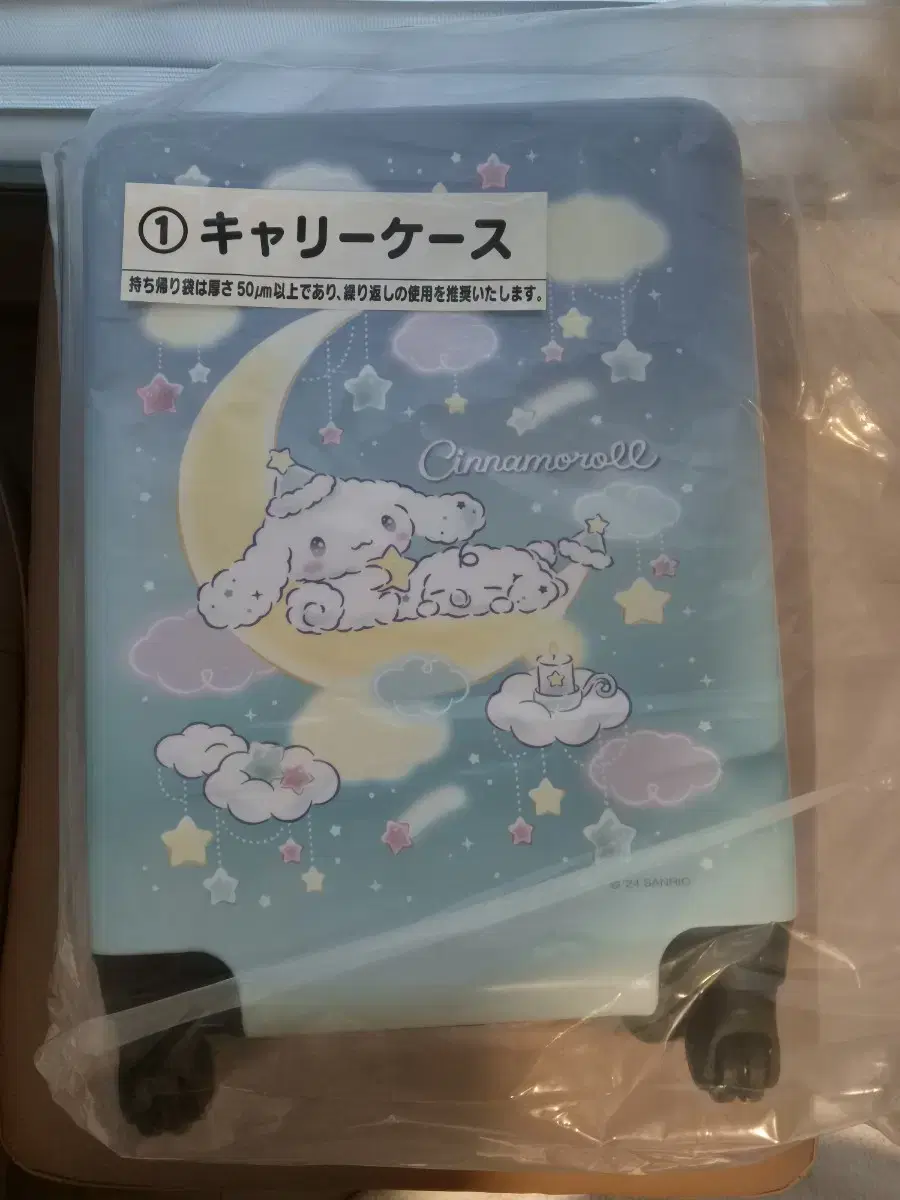 ① キャリーケース
持ち帰り袋は厚さ50μm以上であり、繰り返しの使用を推奨いたします。
Cinnamoroll
© '24 SANRIO